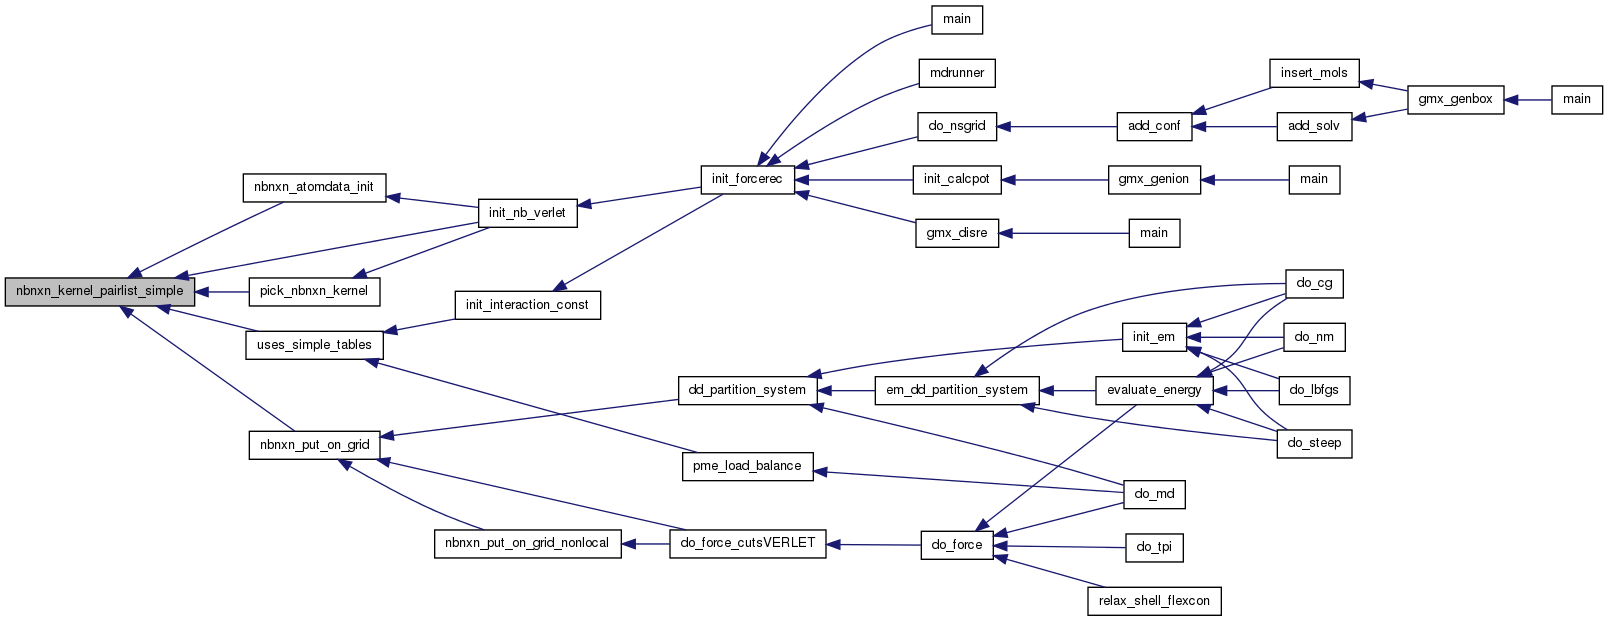 main
mdrunner
insert_mols
gmx_genbox
main
do_nsgrid
add_conf
add_solv
nbnxn_atomdata_init
init_forcerec
init_calcpot
gmx_genion
main
init_nb_verlet
gmx_disre
main
nbnxn_kernel_pairlist_simple
pick_nbnxn_kernel
init_interaction_const
do_cg
uses_simple_tables
init_em
do_nm
dd_partition_system
em_dd_partition_system
evaluate_energy
do_lbfgs
nbnxn_put_on_grid
do_steep
pme_load_balance
do_md
nbnxn_put_on_grid_nonlocal
do_force_cutsVERLET
do_force
do_tpi
relax_shell_flexcon